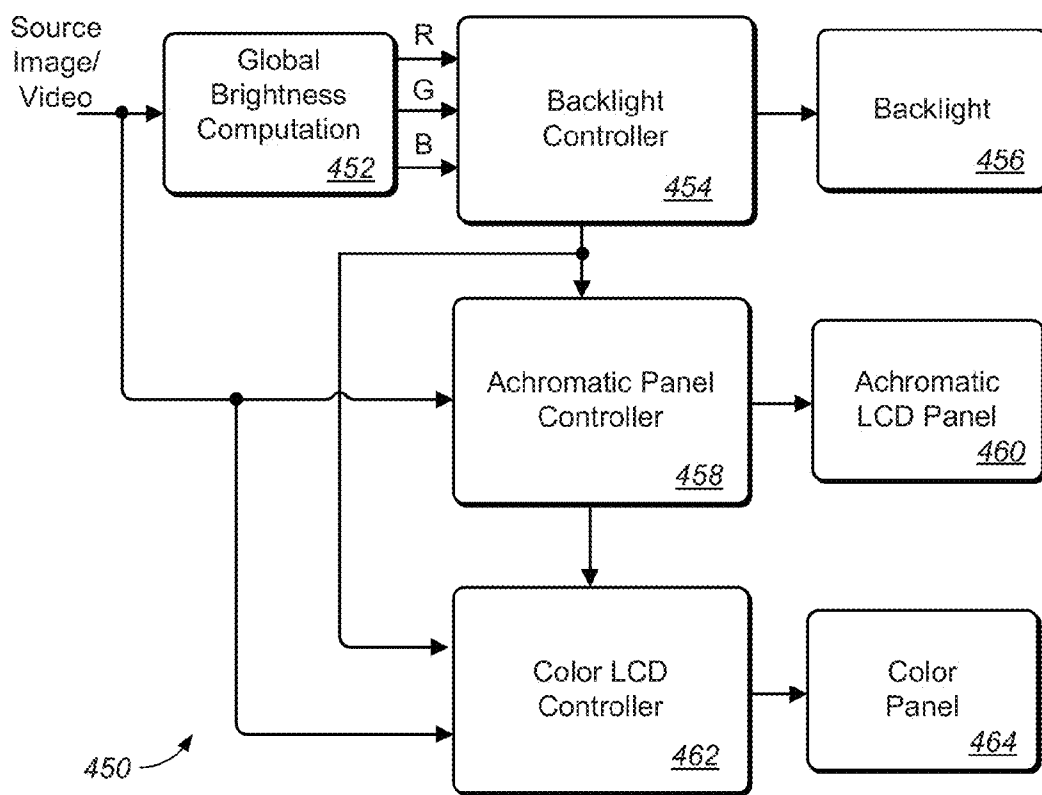 Source
Image/
Video
Global
Brightness
Computation
452
R
G
B
Backlight
Controller
454
Backlight
456
Achromatic Panel
Controller
458
Achromatic
LCD Panel
460
Color LCD
Controller
462
Color
Panel
464
450